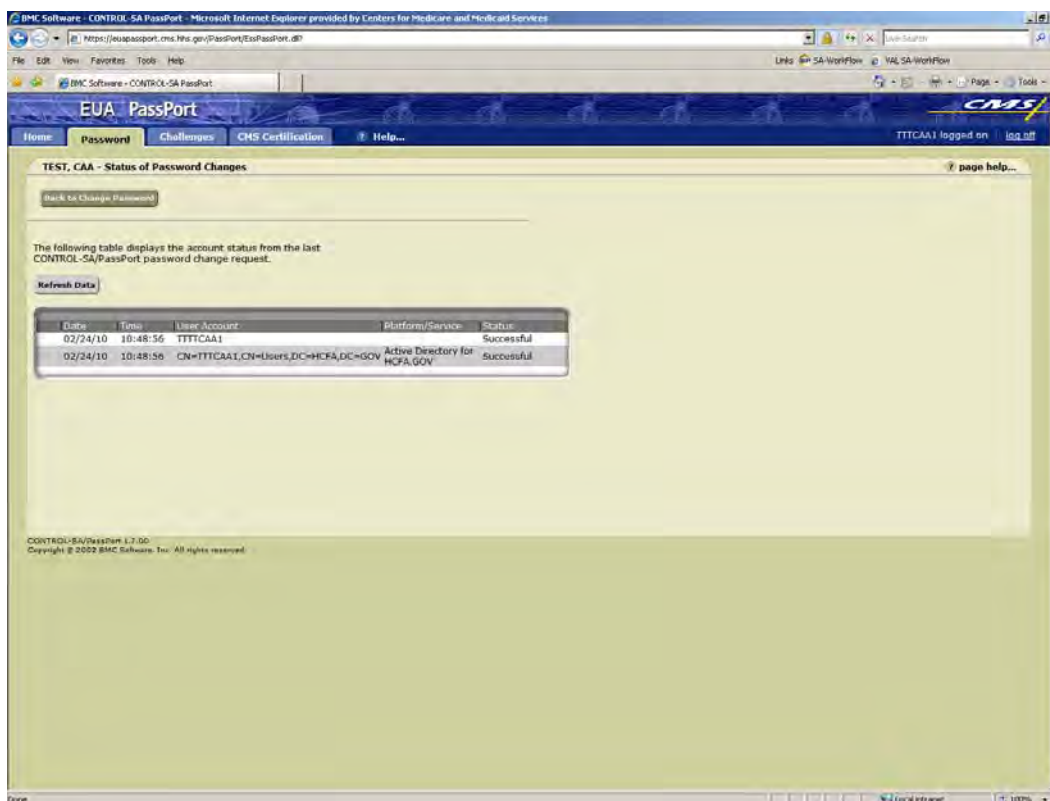 BMC Software - CONTROL-SA PassPort - Microsoft Internet Explorer provided by Centers for Medicare and Medicaid Services
https://euapassport.cms.hhs.gov/PassPort/EssPassPort.dll?
Live Search
File Edit View Favorites Tools Help
Links SA-WorkFlow VAL SA-WorkFlow
BMC Software - CONTROL-SA PassPort
Page Tools
EUA PassPort
CMS
Home Password Challenges CMS Certification ? Help...
TTTCAA1 logged on log off
TEST, CAA - Status of Password Changes
? page help...
Back to Change Password
The following table displays the account status from the last
CONTROL-SA/PassPort password change request.
Refresh Data
Date Time User Account Platform/Service Status
02/24/10 10:48:56 TTTTCAA1 Successful
02/24/10 10:48:56 CN=TTTCAA1,CN=Users,DC=HCFA,DC=GOV Active Directory for HCFA.GOV Successful
CONTROL-SA/PassPort 1.7.00
Copyright © 2002 BMC Software, Inc. All rights reserved.
Done
Local intranet
100%